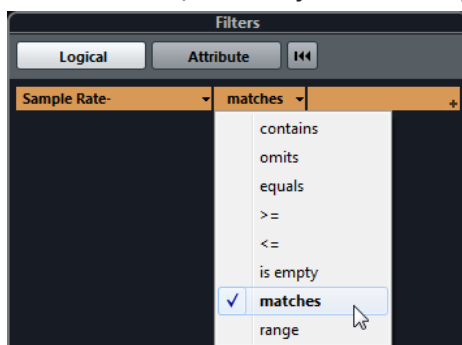 Filters
Logical Attribute
Sample Rate- matches +
contains
omits
equals
>=
<=
is empty
✓ matches
range